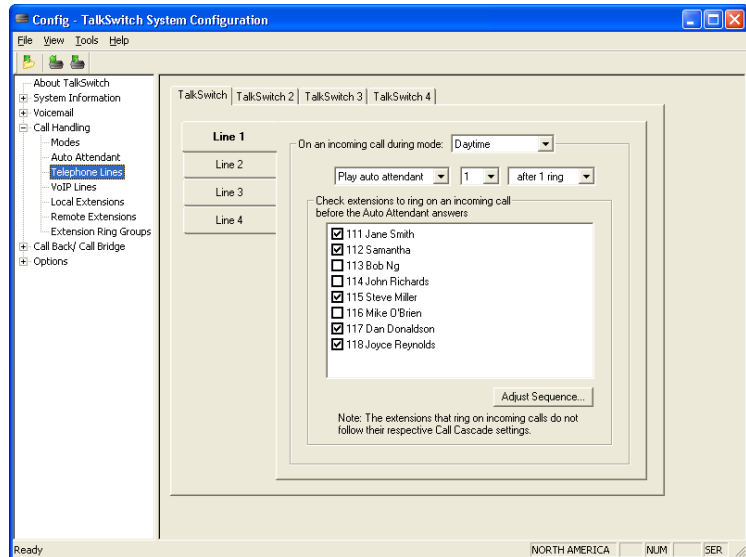 Config - TalkSwitch System Configuration
File View Tools Help
About TalkSwitch
System Information
Voicemail
Call Handling
Modes
Auto Attendant
Telephone Lines
VoIP Lines
Local Extensions
Remote Extensions
Extension Ring Groups
Call Back/ Call Bridge
Options
TalkSwitch TalkSwitch 2 TalkSwitch 3 TalkSwitch 4
Line 1
Line 2
Line 3
Line 4
On an incoming call during mode: Daytime
Play auto attendant 1 after 1 ring
Check extensions to ring on an incoming call
before the Auto Attendant answers
111 Jane Smith
112 Samantha
113 Bob Ng
114 John Richards
115 Steve Miller
116 Mike O'Brien
117 Dan Donaldson
118 Joyce Reynolds
Adjust Sequence...
Note: The extensions that ring on incoming calls do not
follow their respective Call Cascade settings.
Ready NORTH AMERICA NUM SER